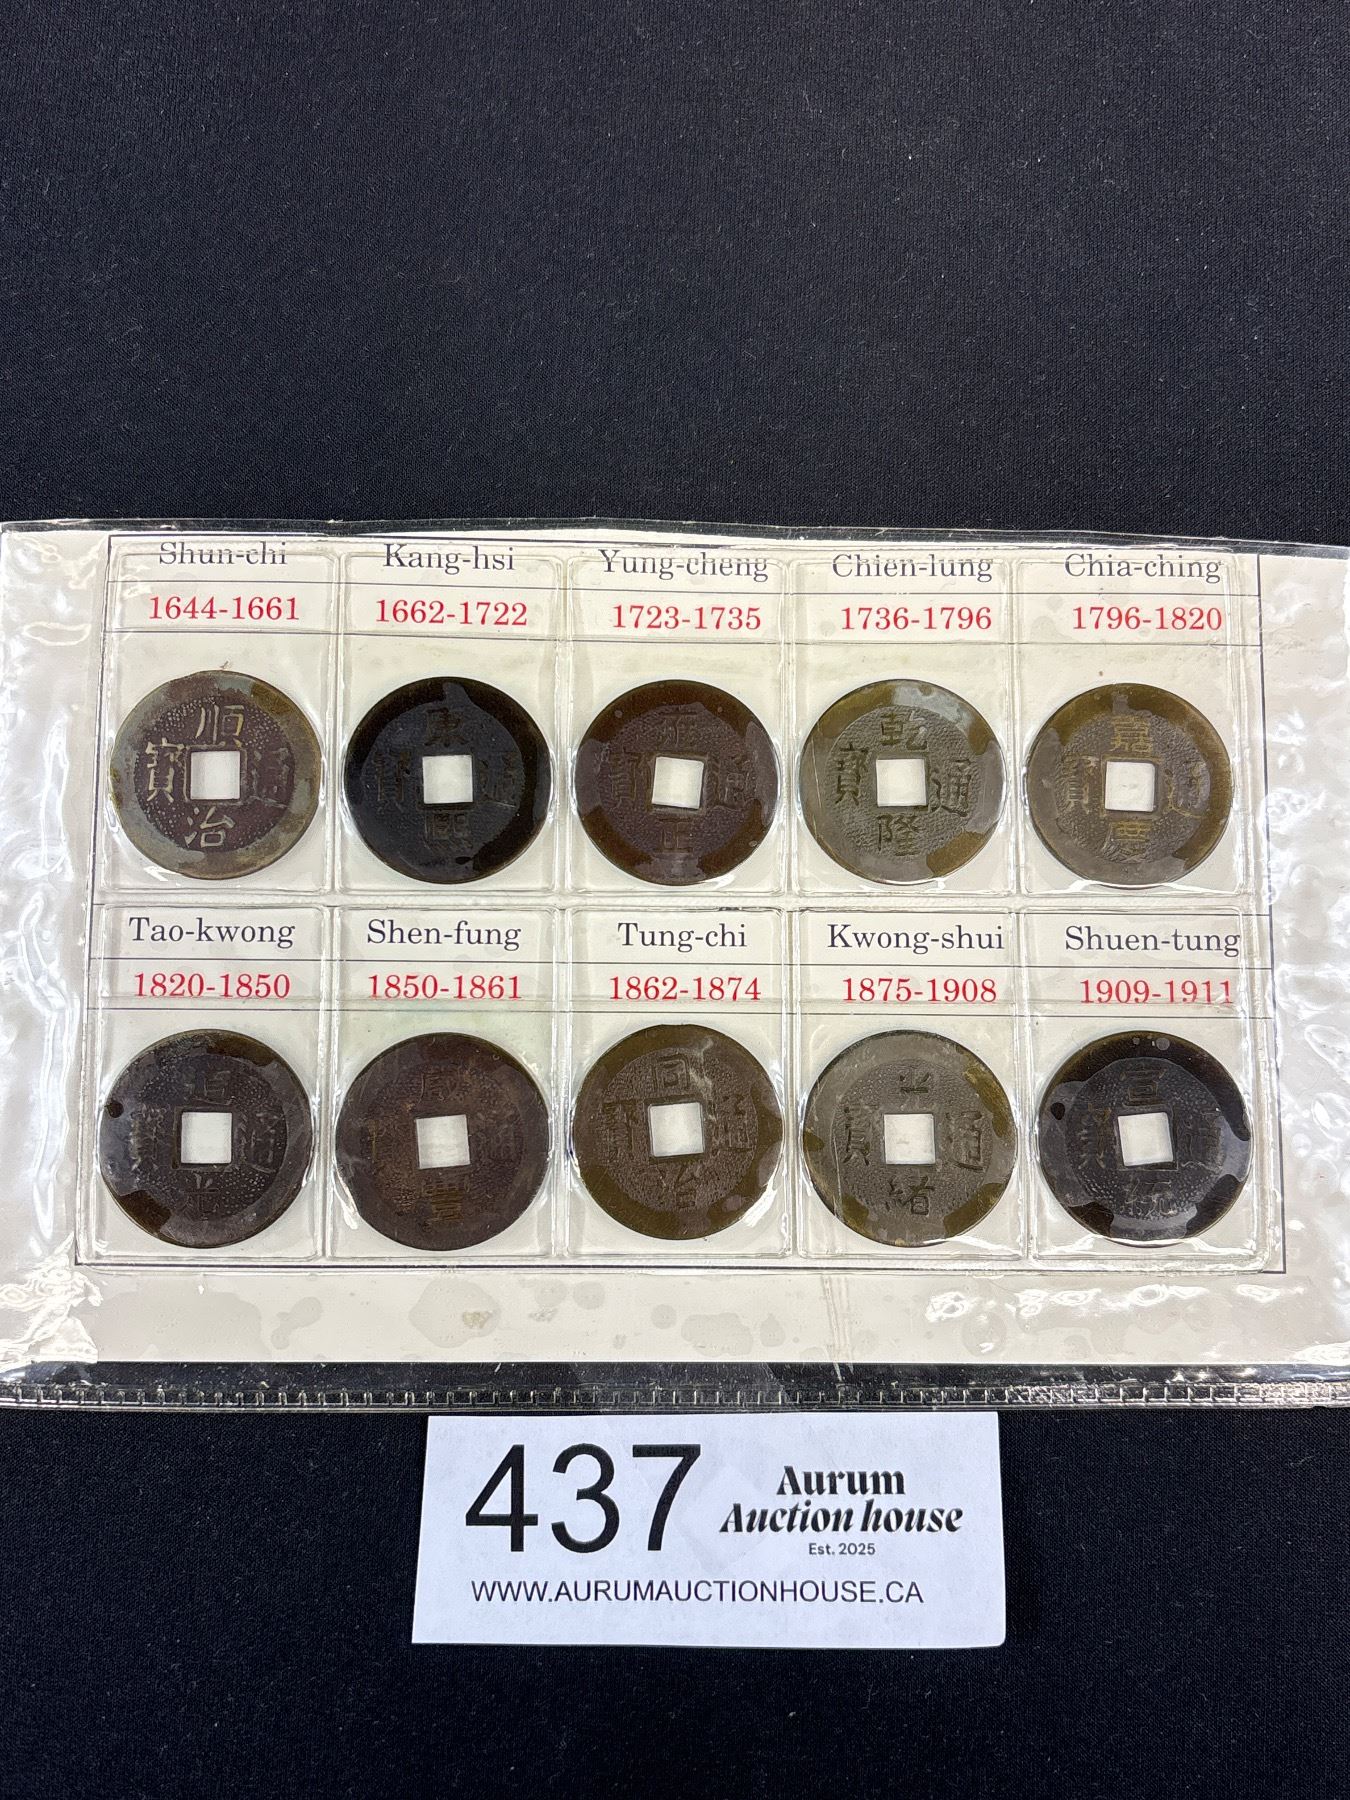 Shun-chi
Kang-hsi
Yung-cheng
Chien-lung
Chia-ching
1644-1661
1662-1722
1723-1735
1736-1796
1796-1820
順治通寶
康熙通
雍正通寶
乾隆通寶
嘉慶通寶
Tao-kwong
Shen-fung
Tung-chi
Kwong-shui
Shuen-tung
1820-1850
1850-1861
1862-1874
1875-1908
1909-1911
道光通
咸豐通
同治通
光緒通寶
宣統通寶
437
Aurum
Auction house
Est. 2025
WWW.AURUMAUCTIONHOUSE.CA